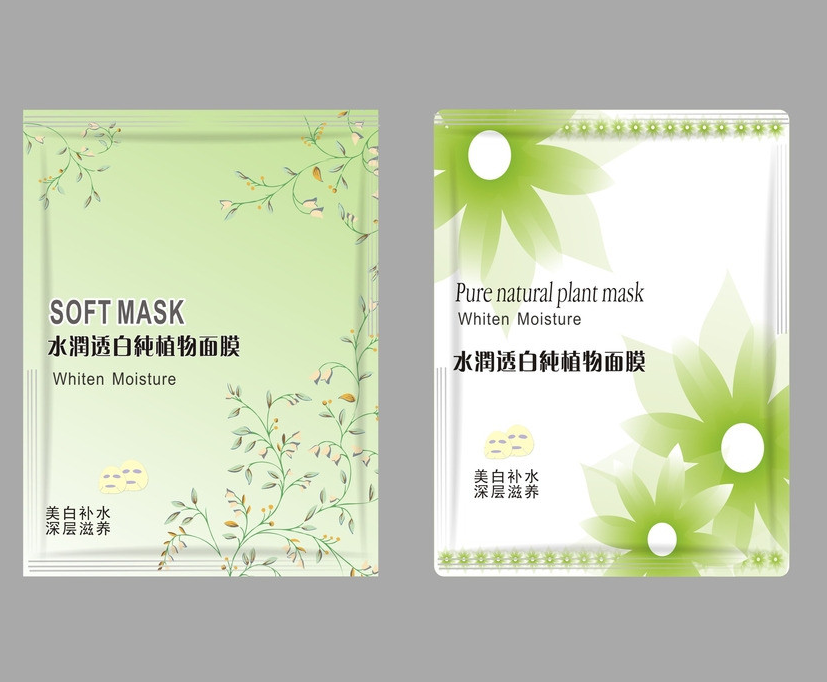 SOFT MASK
水潤透白純植物面膜
Whiten Moisture
美白补水
深层滋养
Pure natural plant mask
Whiten Moisture
水潤透白純植物面膜
美白补水
深层滋养